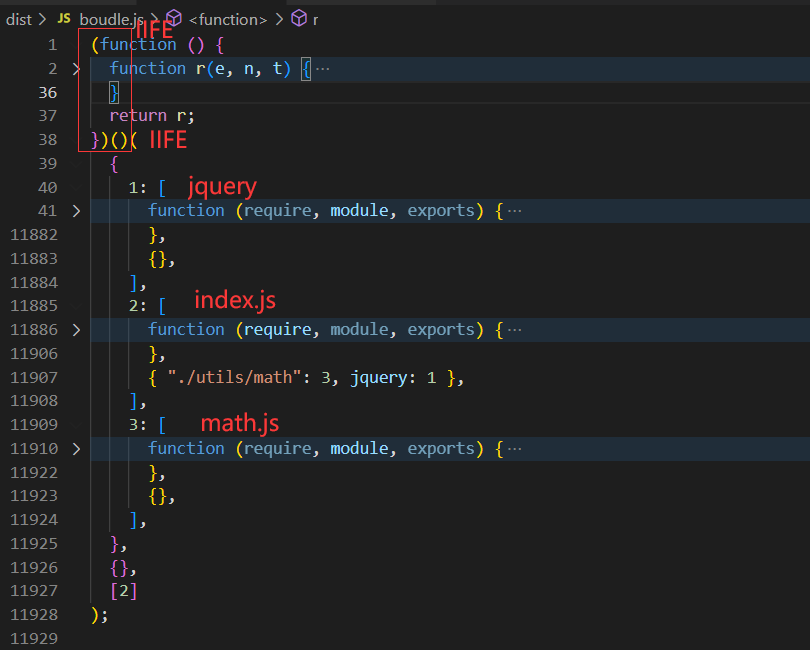 dist > JS boudle.js > <function> > r
IIFE
1 (function () {
2 > function r(e, n, t) { ···
36 }
37 return r;
38 })()( IIFE
39 {
40 1: [ jquery
41 > function (require, module, exports) { ···
11882 },
11883 {},
11884 ],
11885 2: [ index.js
11886 > function (require, module, exports) { ···
11906 },
11907 { "./utils/math": 3, jquery: 1 },
11908 ],
11909 3: [ math.js
11910 > function (require, module, exports) { ···
11922 },
11923 {},
11924 ],
11925 },
11926 {},
11927 [2]
11928 );
11929